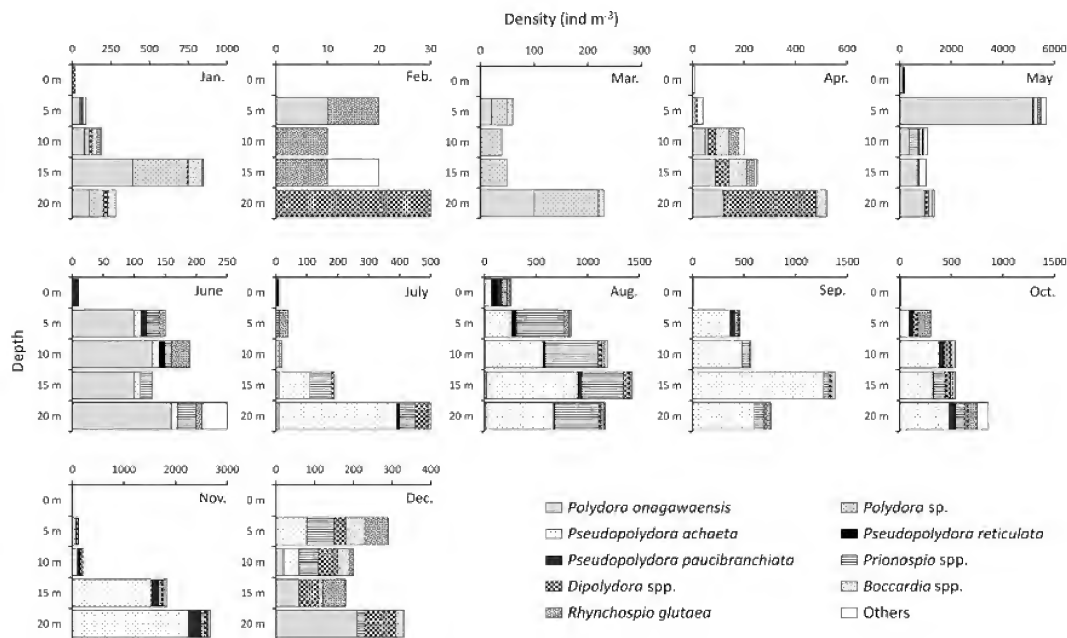 Density (ind m⁻³)
0 250 500 750 1000
0 10 20 30
0 100 200 300
0 200 400 600
0 2000 4000 6000
0 m Jan.
0 m Feb.
0 m Mar.
0 m Apr.
0 m May
5 m 5 m 5 m 5 m 5 m
10 m 10 m 10 m 10 m 10 m
15 m 15 m 15 m 15 m 15 m
20 m 20 m 20 m 20 m 20 m
0 50 100 150 200 250
0 100 200 300 400 500
0 500 1000 1500
0 500 1000 1500
0 500 1000 1500
0 m June
0 m July
0 m Aug.
0 m Sep.
0 m Oct.
5 m 5 m 5 m 5 m 5 m
10 m 10 m 10 m 10 m 10 m
15 m 15 m 15 m 15 m 15 m
20 m 20 m 20 m 20 m 20 m
Depth
0 1000 2000 3000
0 100 200 300 400
0 m Nov.
0 m Dec.
5 m 5 m
10 m 10 m
15 m 15 m
20 m 20 m
Polydora onagawaensis
Pseudopolydora achaeta
Pseudopolydora paucibranchiata
Dipolydora spp.
Rhynchospio glutaea
Polydora sp.
Pseudopolydora reticulata
Prionospio spp.
Boccardia spp.
Others